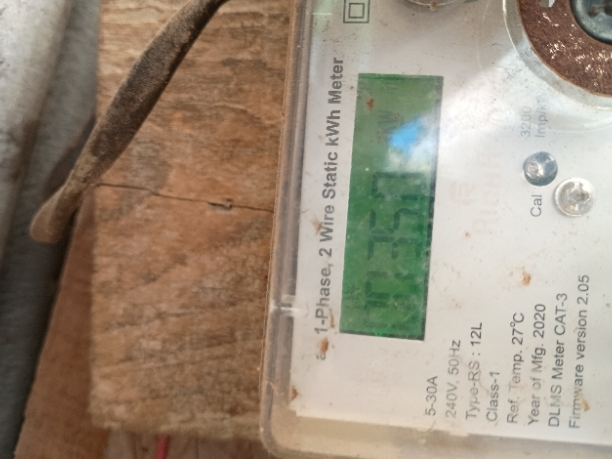 1-Phase, 2 Wire Static kWh Meter
5-30A
240V, 50Hz
Type-RS : 12L
Class-1
Ref. Temp. 27°C
Year of Mfg. 2020
DLMS Meter CAT-3
Firmware version 2.05
Cal
3200